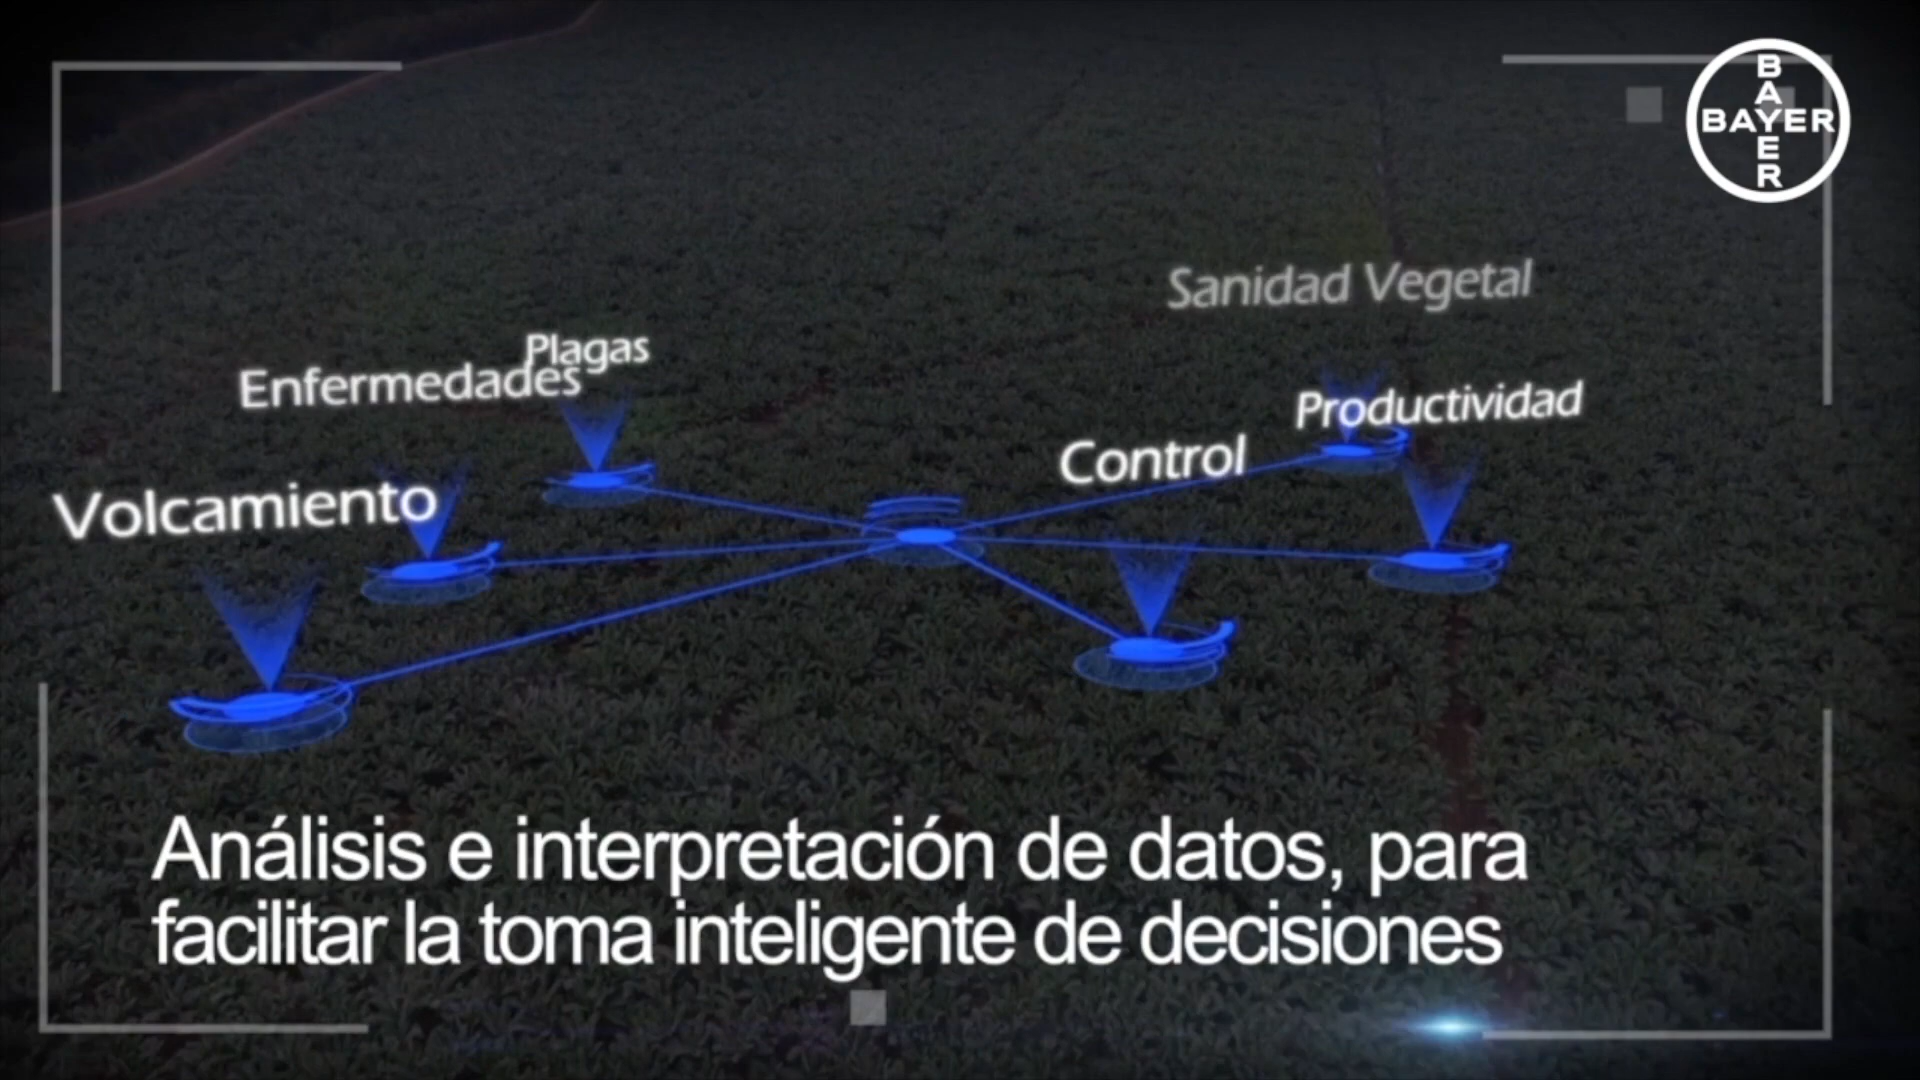 BAYER
BAYER
Sanidad Vegetal
Plagas
Enfermedades
Productividad
Control
Volcamiento
Análisis e interpretación de datos, para
facilitar la toma inteligente de decisiones